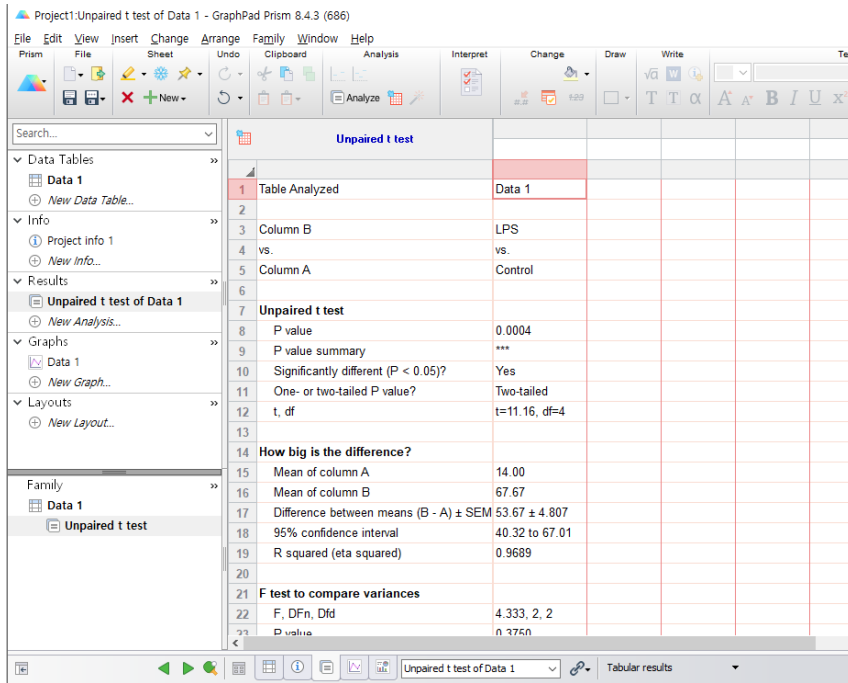 Project1:Unpaired t test of Data 1 - GraphPad Prism 8.4.3 (686)
File Edit View Insert Change Arrange Family Window Help
Prism File Sheet Undo Clipboard Analysis Interpret Change Draw Write Te
New Analyze
Search...
Unpaired t test
Data Tables
Data 1
New Data Table...
Info
Project info 1
New Info...
Results
Unpaired t test of Data 1
New Analysis...
Graphs
Data 1
New Graph...
Layouts
New Layout...
Family
Data 1
Unpaired t test
1 Table Analyzed Data 1
2
3 Column B LPS
4 vs. vs.
5 Column A Control
6
7 Unpaired t test
8 P value 0.0004
9 P value summary ***
10 Significantly different (P < 0.05)? Yes
11 One- or two-tailed P value? Two-tailed
12 t, df t=11.16, df=4
13
14 How big is the difference?
15 Mean of column A 14.00
16 Mean of column B 67.67
17 Difference between means (B - A) ± SEM 53.67 ± 4.807
18 95% confidence interval 40.32 to 67.01
19 R squared (eta squared) 0.9689
20
21 F test to compare variances
22 F, DFn, Dfd 4.333, 2, 2
23 P value 0.3750
Unpaired t test of Data 1 Tabular results